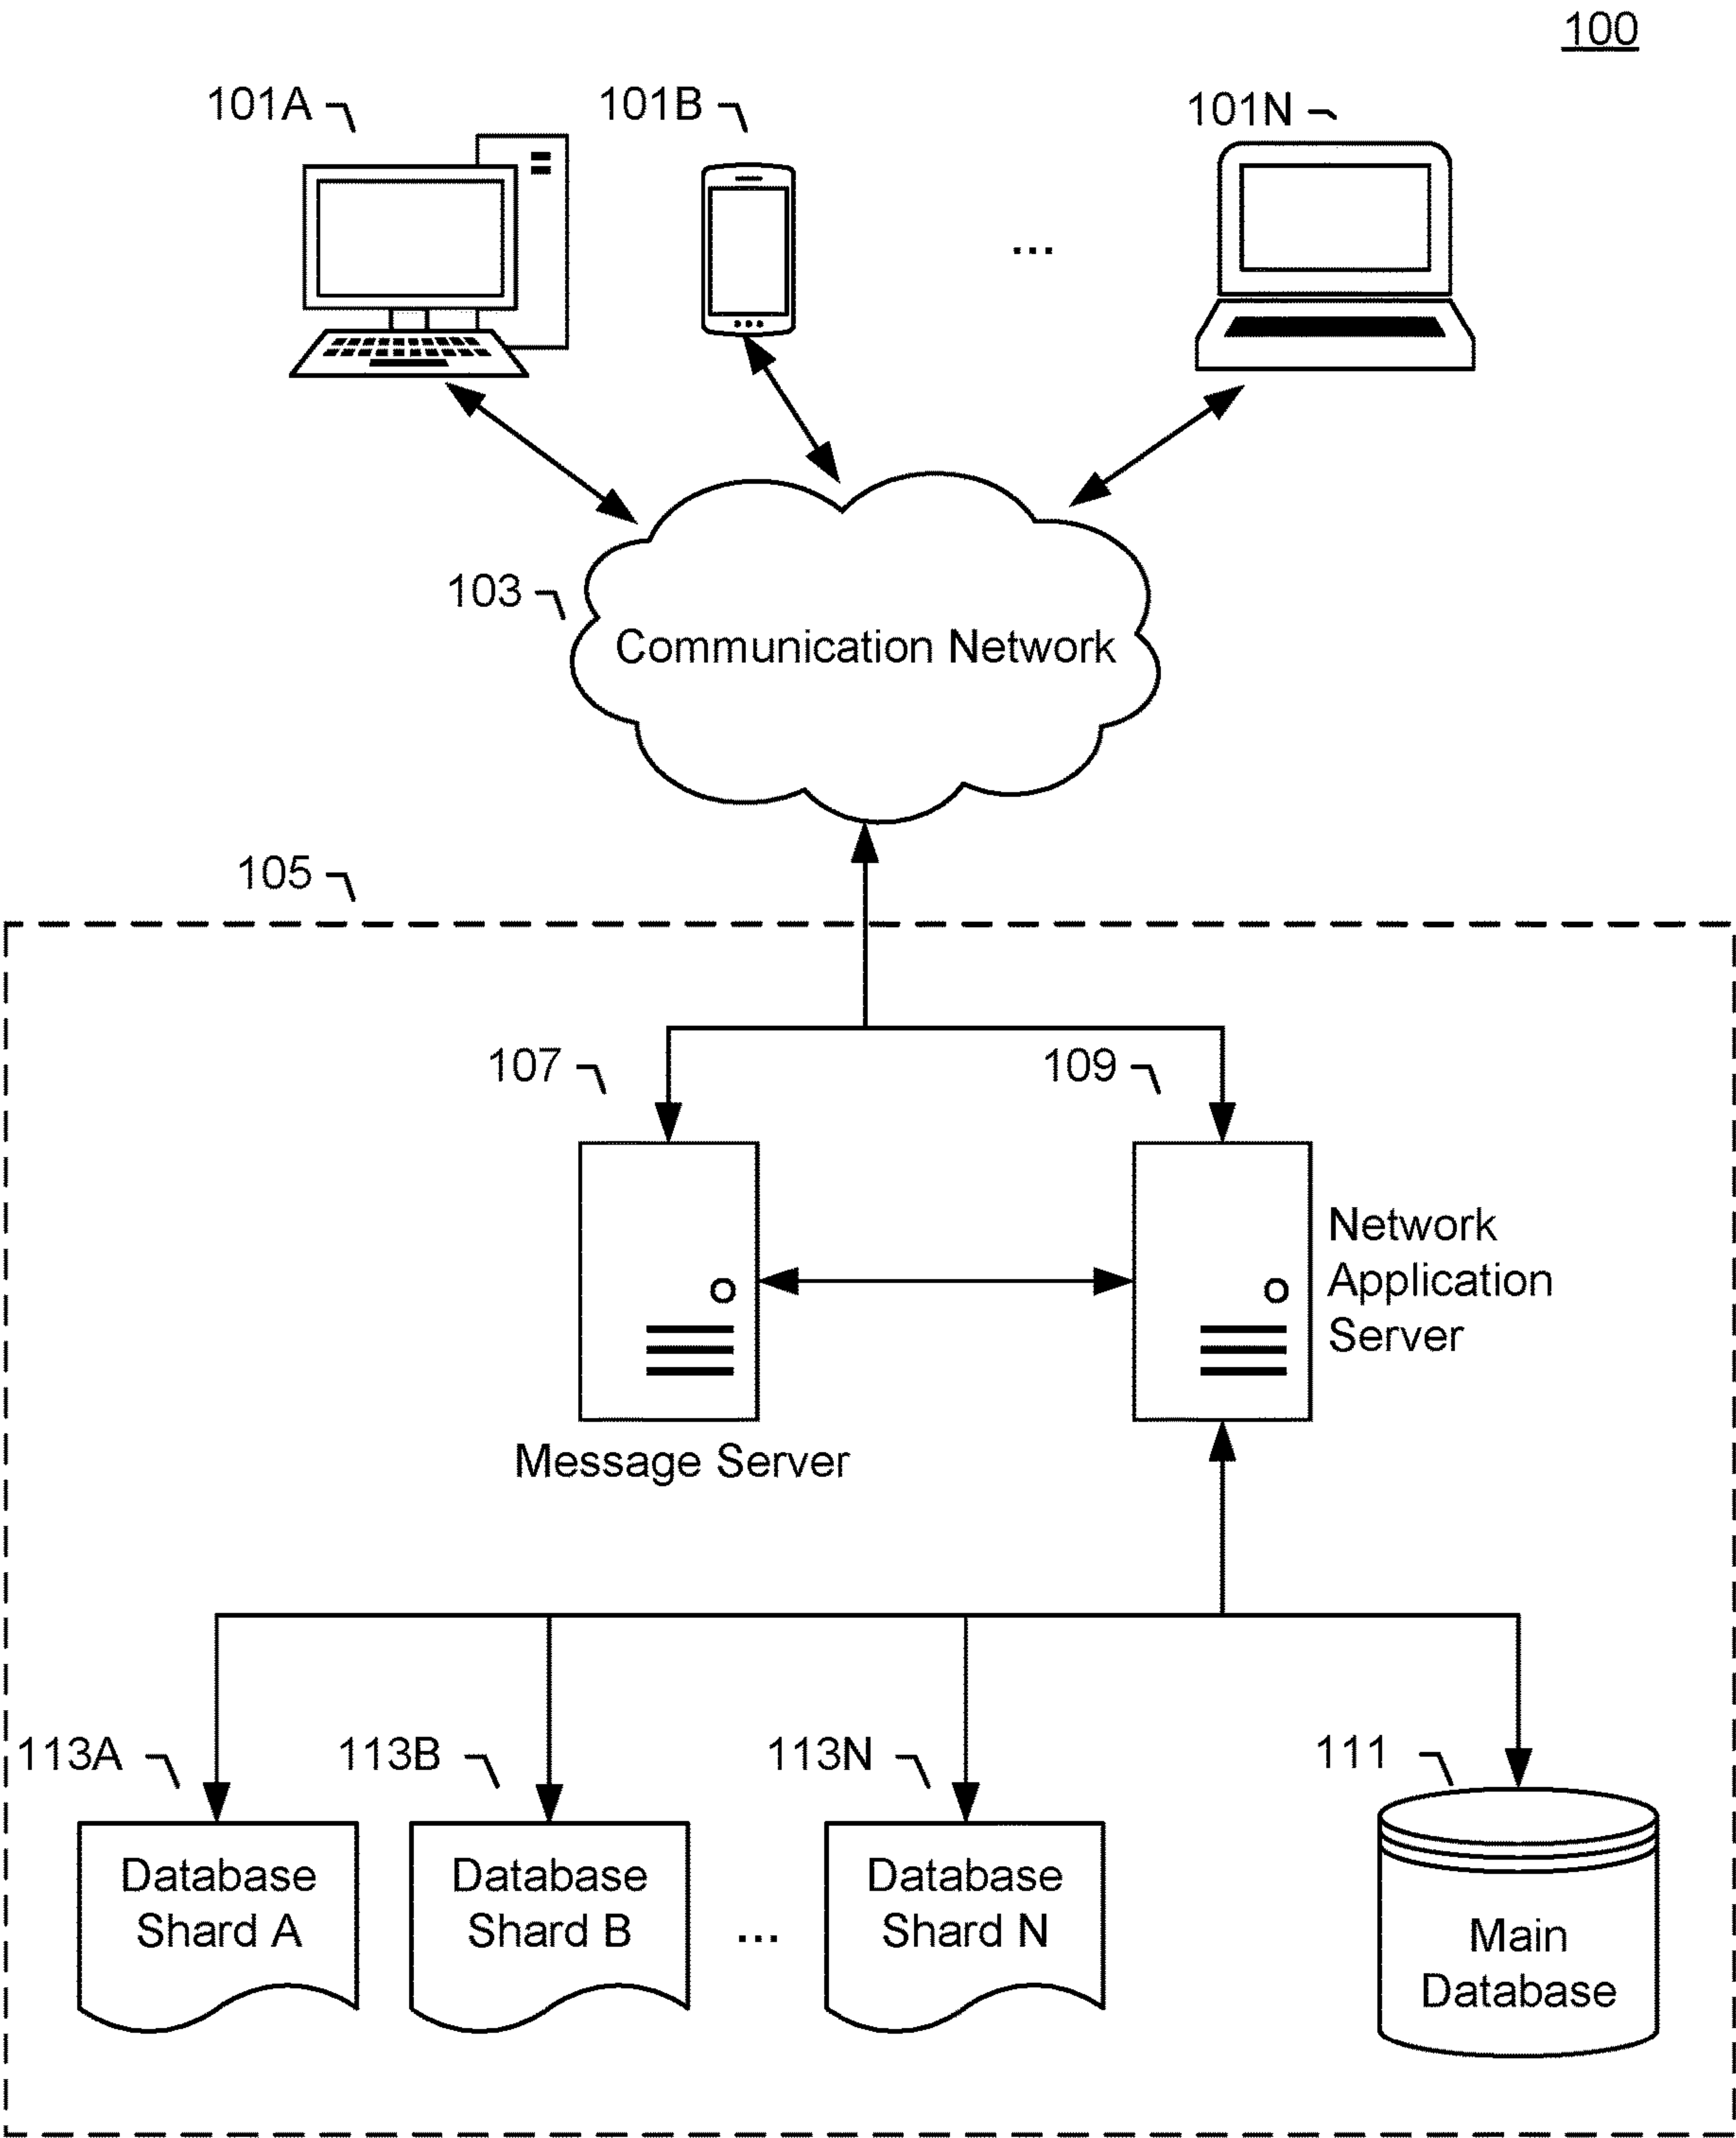 100
101A
101B
101N
...
103
Communication Network
105
107
109
Network
Application
Server
Message Server
113A
113B
113N
111
Database
Shard A
Database
Shard B
...
Database
Shard N
Main
Database